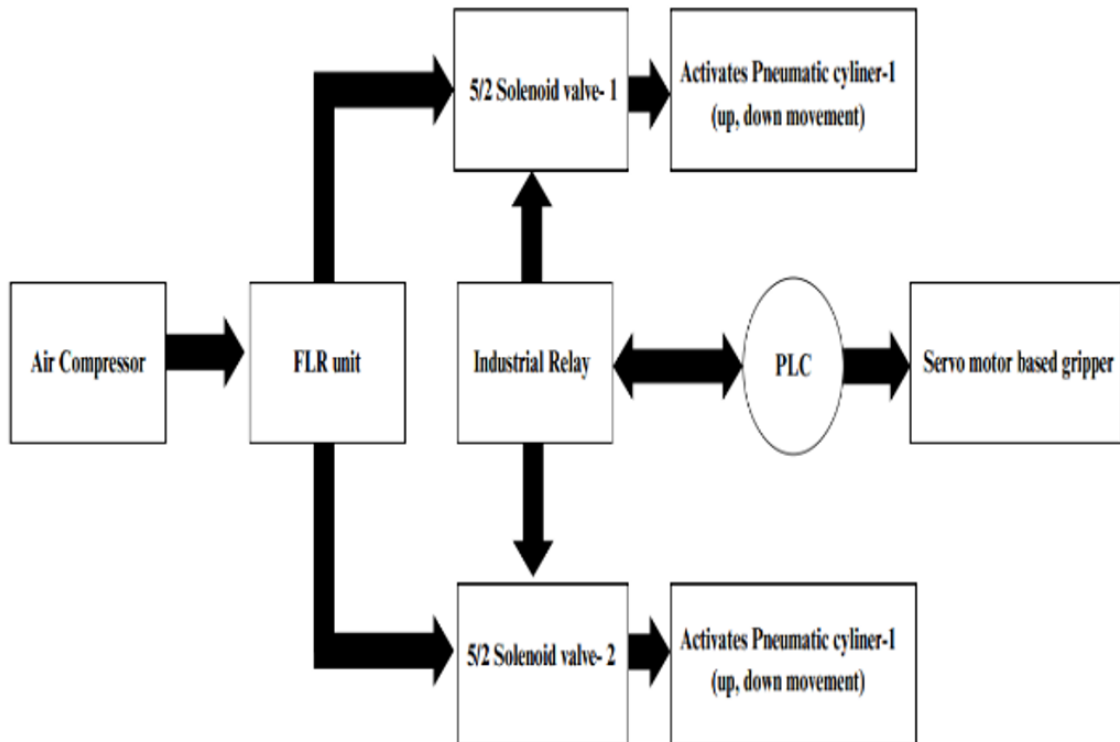 5/2 Solenoid valve- 1
Activates Pneumatic cyliner-1
(up, down movement)
Air Compressor
FLR unit
Industrial Relay
PLC
Servo motor based gripper
5/2 Solenoid valve- 2
Activates Pneumatic cyliner-1
(up, down movement)